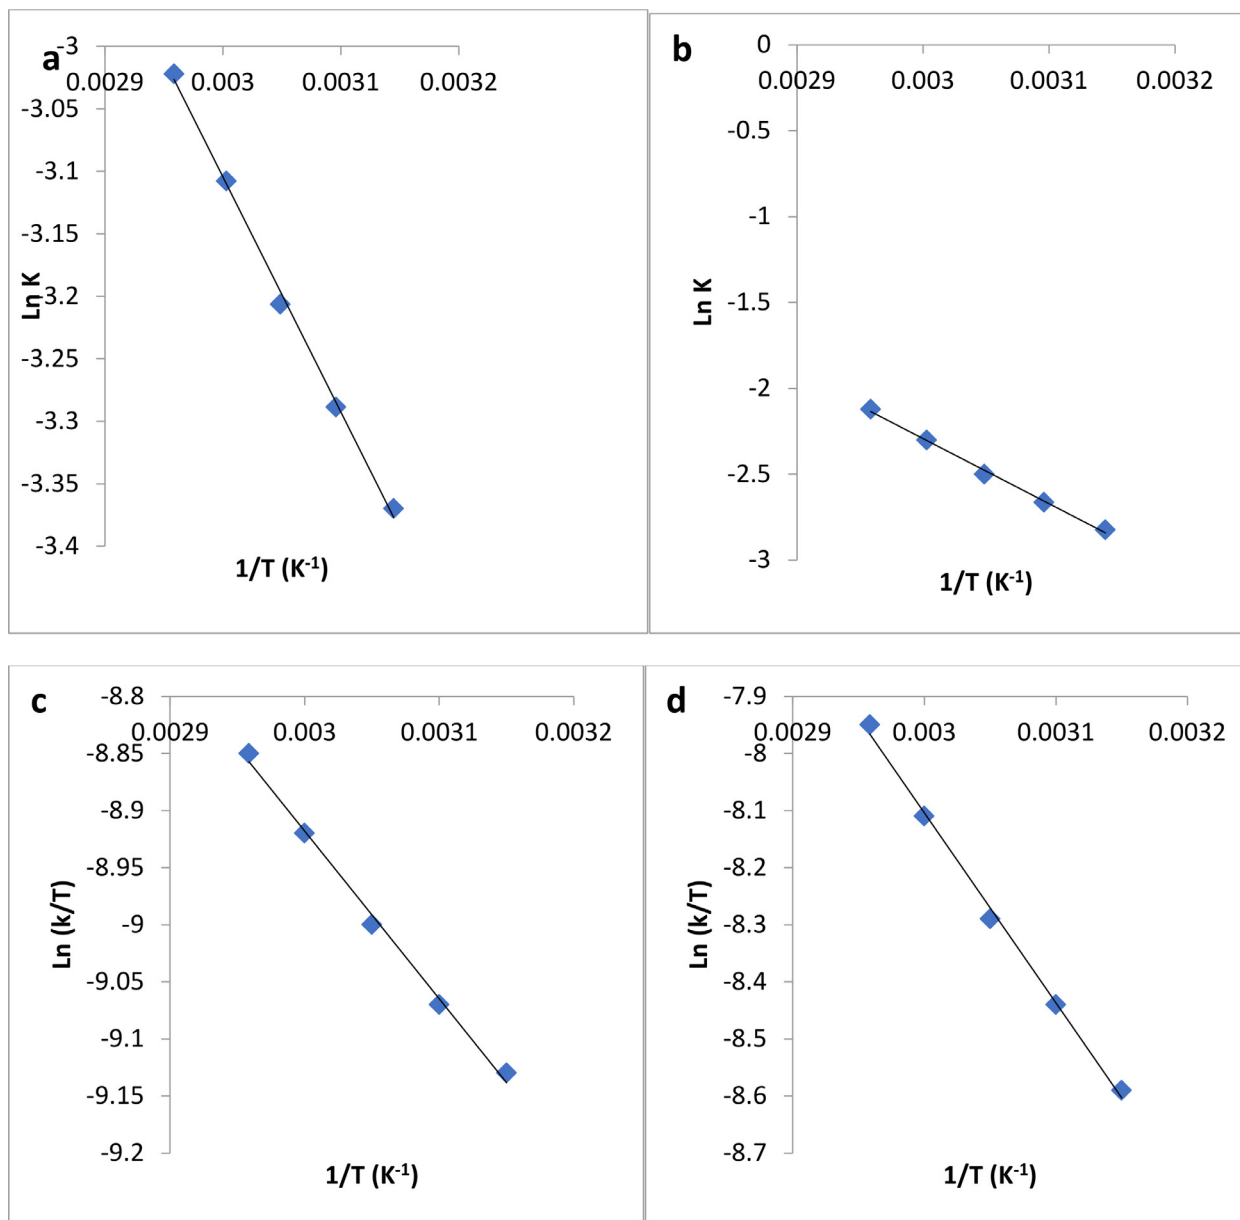 a
-3
0.0029 0.003 0.0031 0.0032
-3.05
-3.1
-3.15
-3.2
-3.25
-3.3
-3.35
-3.4
Ln K
1/T (K-1)
b
0
0.0029 0.003 0.0031 0.0032
-0.5
-1
-1.5
-2
-2.5
-3
Ln K
1/T (K-1)
c
-8.8
0.0029 0.003 0.0031 0.0032
-8.85
-8.9
-8.95
-9
-9.05
-9.1
-9.15
-9.2
Ln (k/T)
1/T (K-1)
d
-7.9
0.0029 0.003 0.0031 0.0032
-8
-8.1
-8.2
-8.3
-8.4
-8.5
-8.6
-8.7
Ln (k/T)
1/T (K-1)